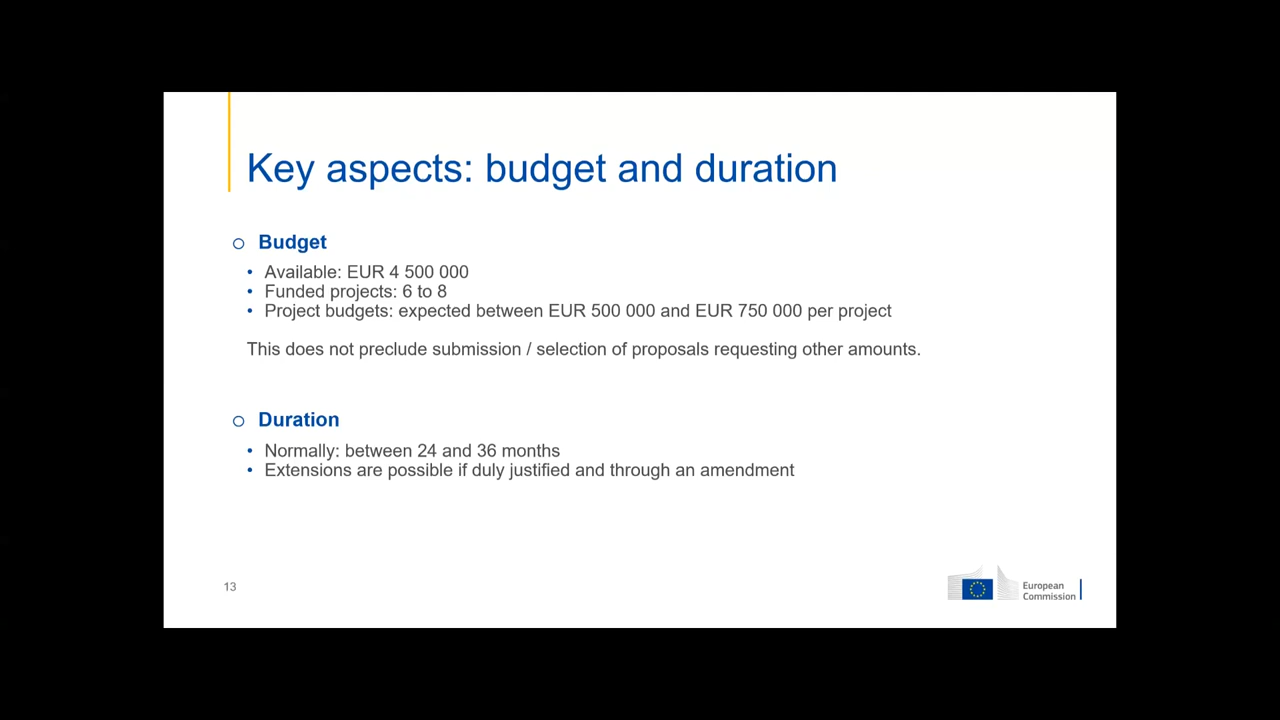 Key aspects: budget and duration
Budget
• Available: EUR 4 500 000
• Funded projects: 6 to 8
• Project budgets: expected between EUR 500 000 and EUR 750 000 per project
This does not preclude submission / selection of proposals requesting other amounts.
Duration
• Normally: between 24 and 36 months
• Extensions are possible if duly justified and through an amendment
13
European
Commission